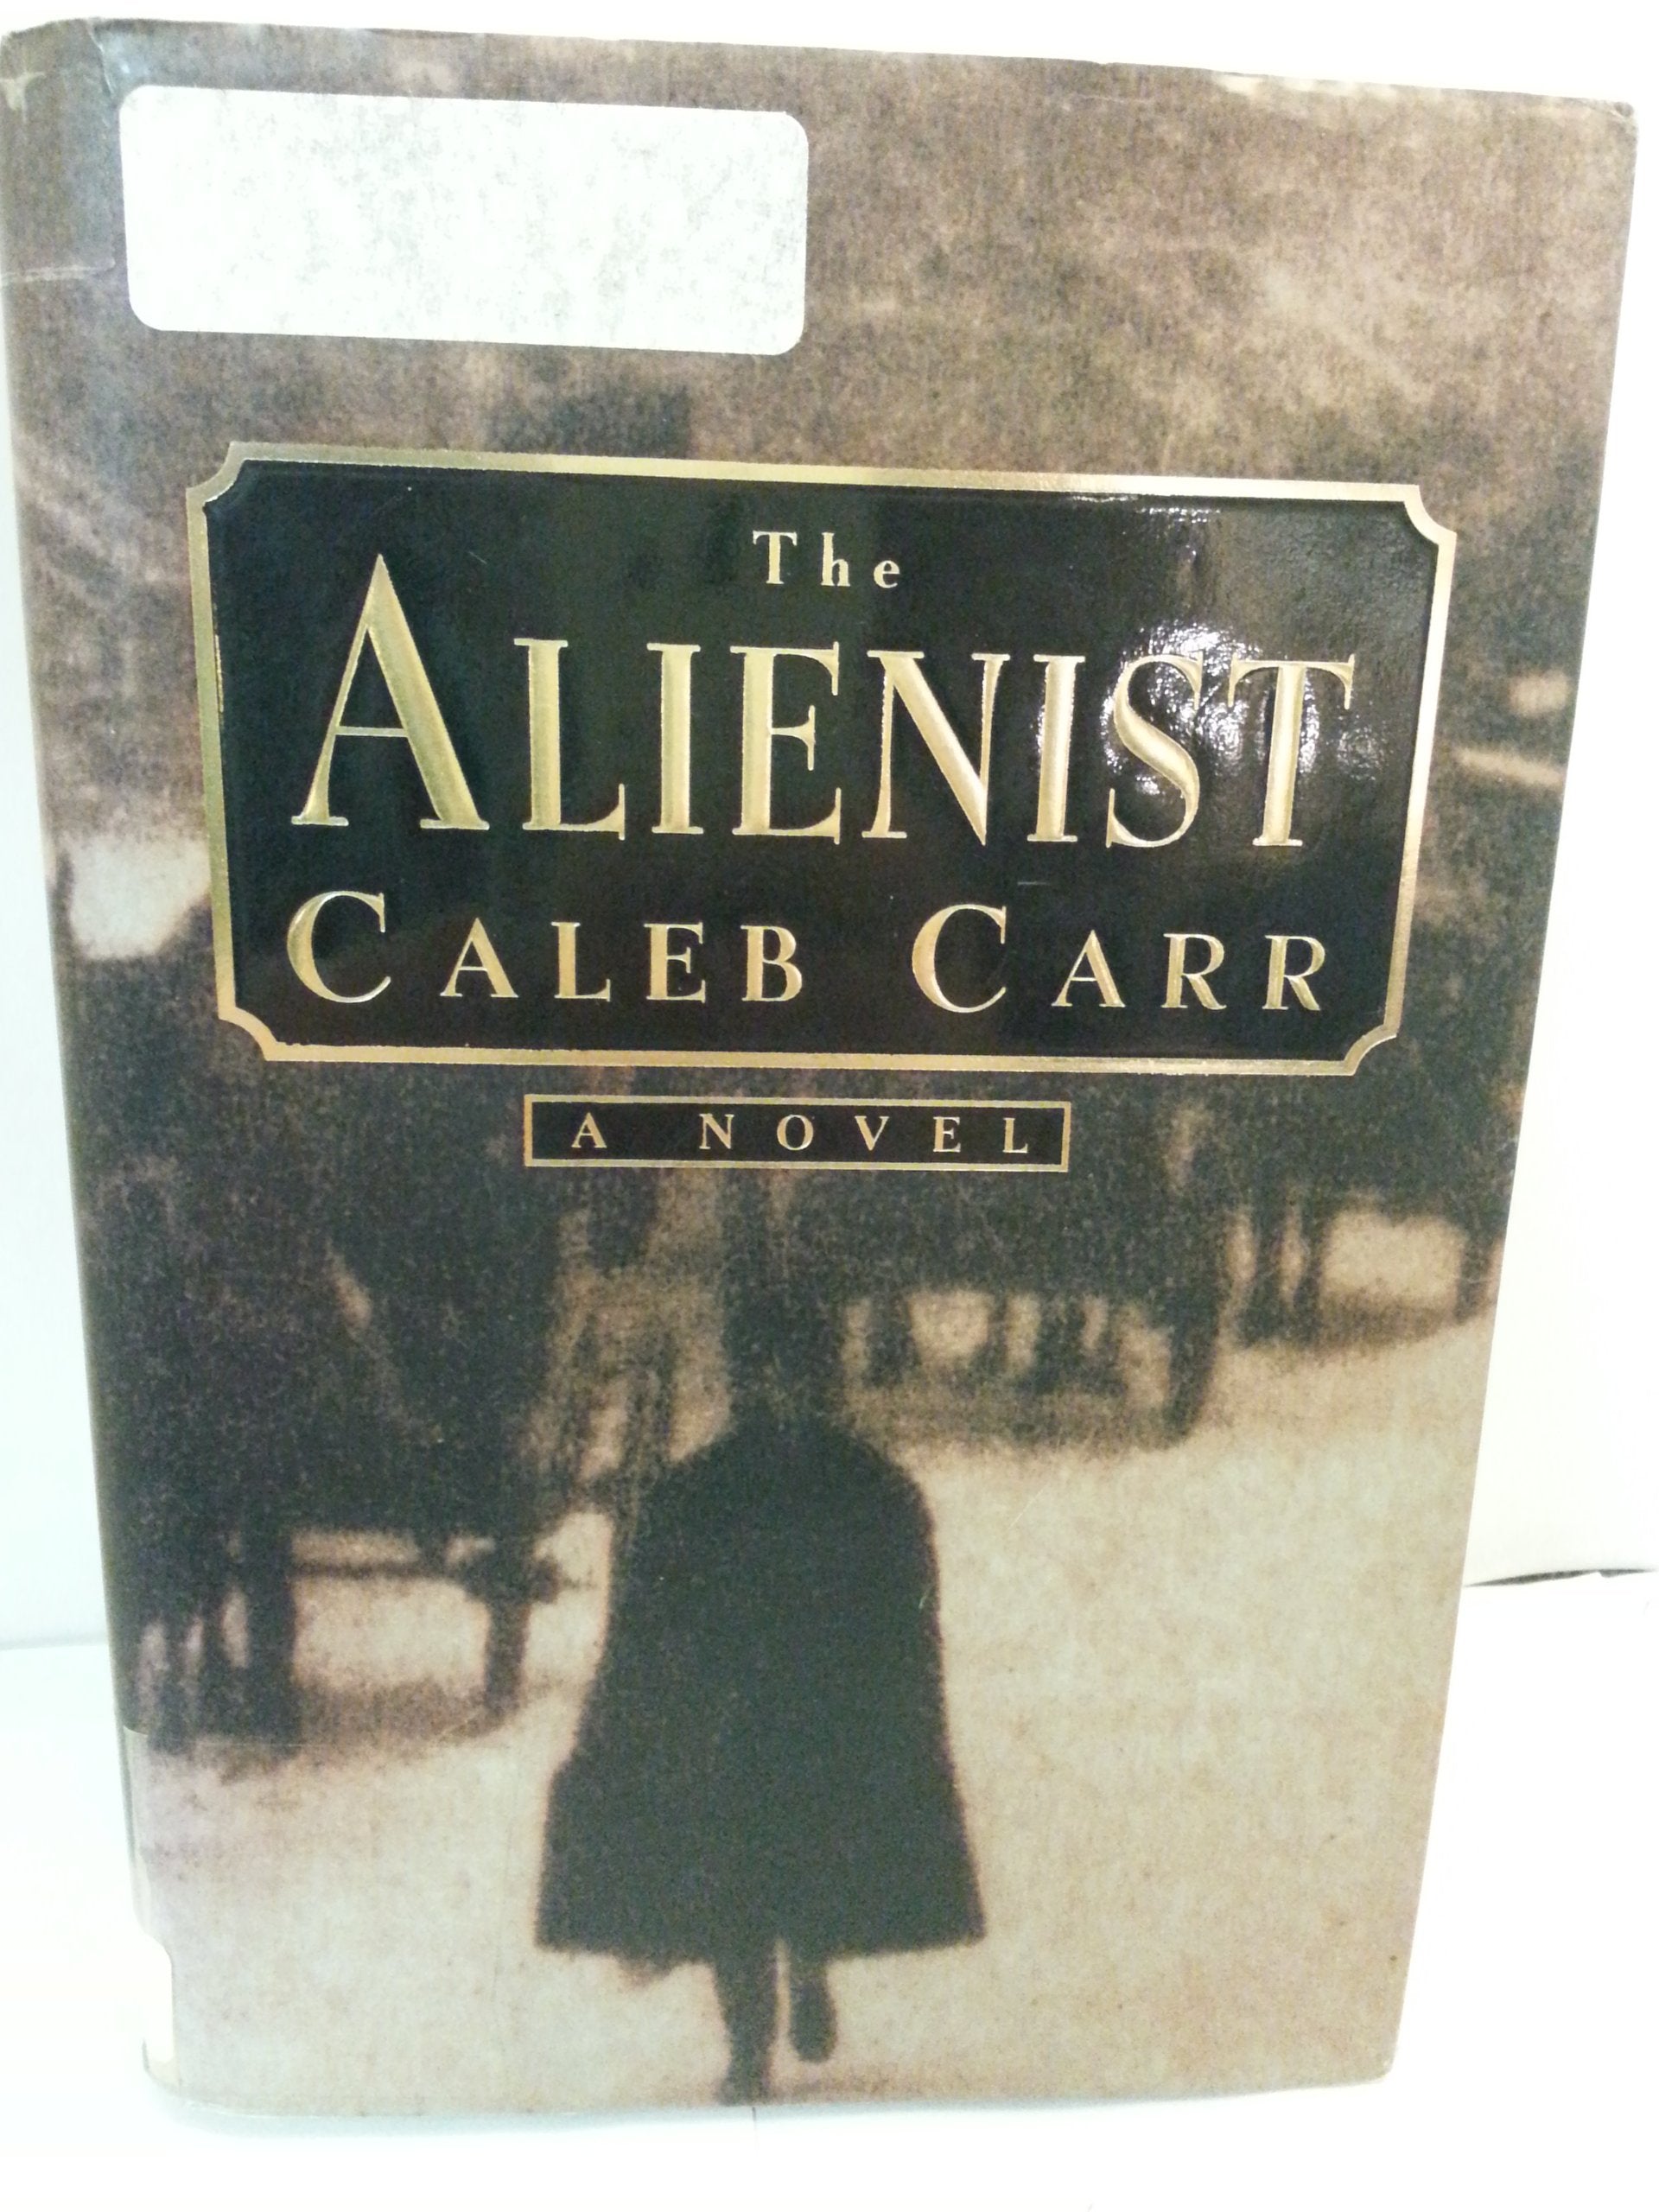 The
ALIENIST
CALEB CARR
A NOVEL